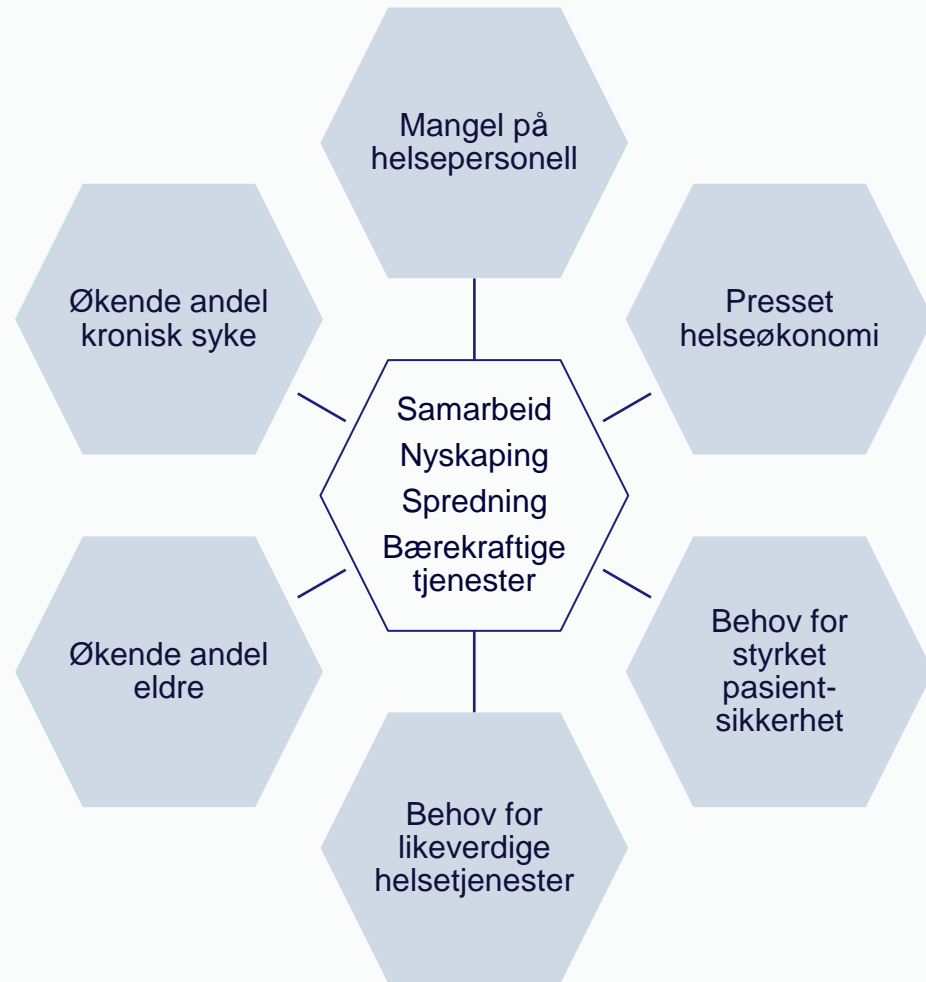 Mangel på
helsepersonell
Økende andel
kronisk syke
Presset
helseøkonomi
Samarbeid
Nyskaping
Spredning
Bærekraftige
tjenester
Økende andel
eldre
Behov for
styrket
pasient-
sikkerhet
Behov for
likeverdige
helsetjenester